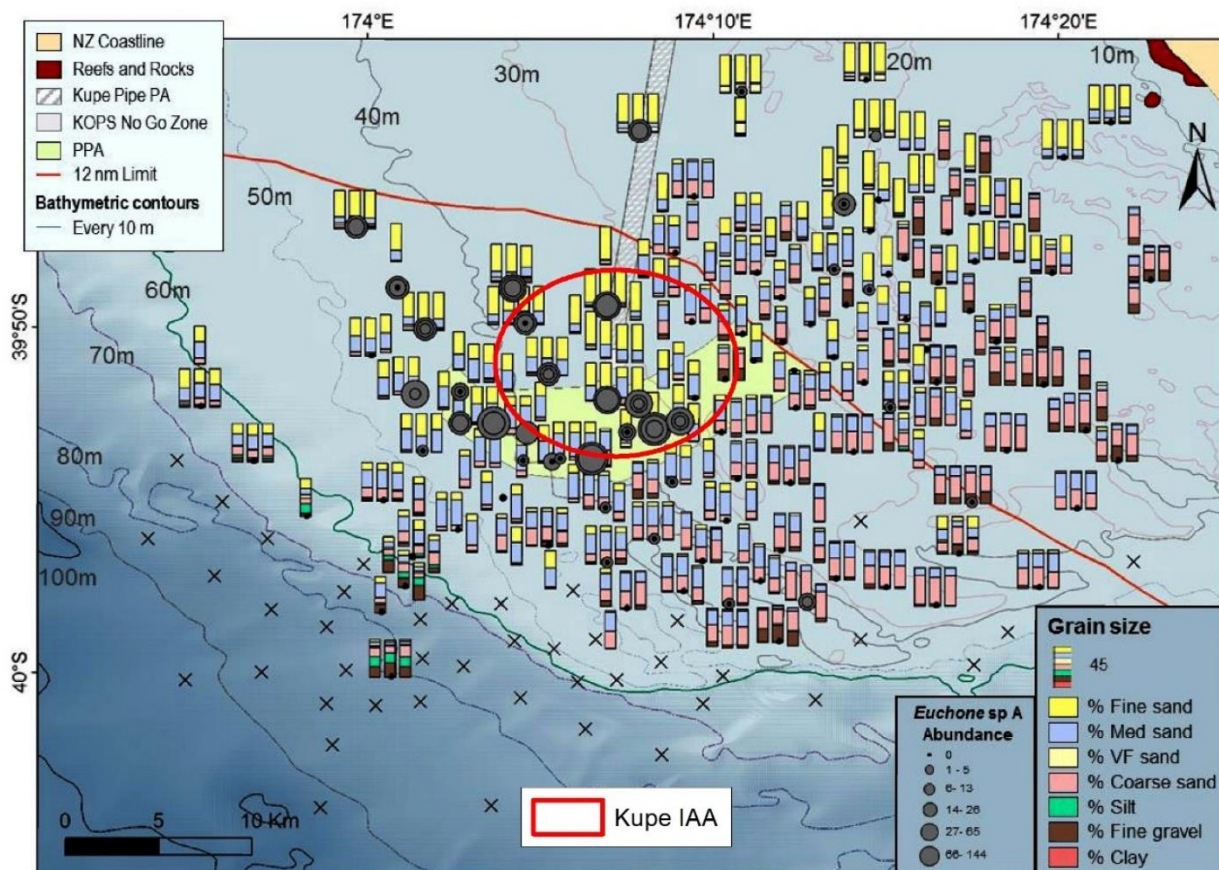 174°E
174°10'E
174°20'E
NZ Coastline
Reefs and Rocks
Kupe Pipe PA
KOPS No Go Zone
PPA
12 nm Limit
Bathymetric contours
Every 10 m
30m
20m
10m
40m
50m
N
60m
39°50'S
70m
80m
90m
100m
40°S
Grain size
45
% Fine sand
% Med sand
% VF sand
% Coarse sand
% Silt
% Fine gravel
% Clay
Euchone sp A
Abundance
0
1 - 5
6- 13
14- 26
27- 65
66- 144
Kupe IAA
0 5 10 Km